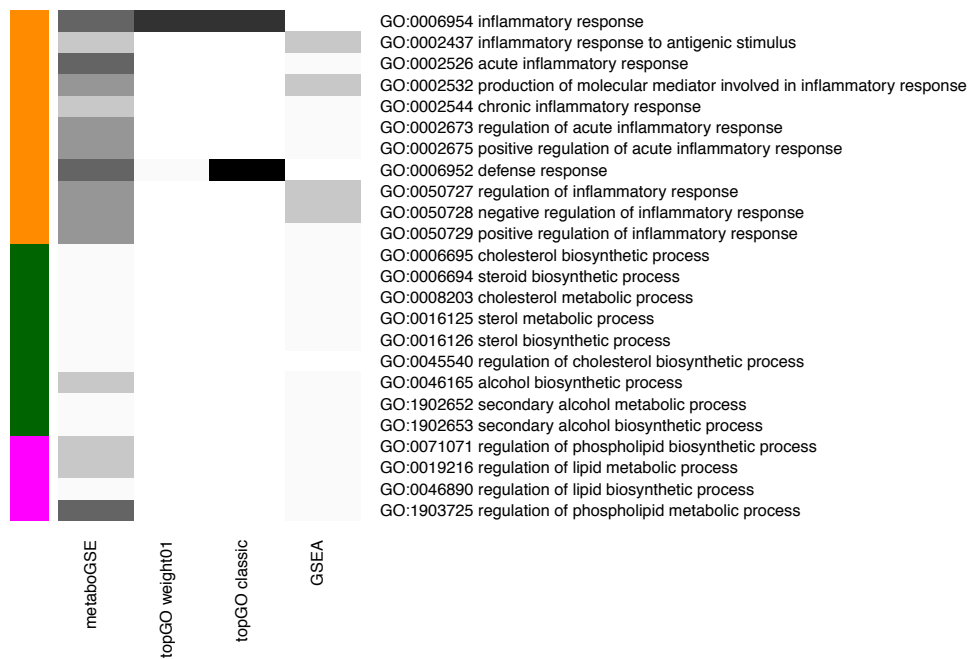 GO:0006954 inflammatory response
GO:0002437 inflammatory response to antigenic stimulus
GO:0002526 acute inflammatory response
GO:0002532 production of molecular mediator involved in inflammatory response
GO:0002544 chronic inflammatory response
GO:0002673 regulation of acute inflammatory response
GO:0002675 positive regulation of acute inflammatory response
GO:0006952 defense response
GO:0050727 regulation of inflammatory response
GO:0050728 negative regulation of inflammatory response
GO:0050729 positive regulation of inflammatory response
GO:0006695 cholesterol biosynthetic process
GO:0006694 steroid biosynthetic process
GO:0008203 cholesterol metabolic process
GO:0016125 sterol metabolic process
GO:0016126 sterol biosynthetic process
GO:0045540 regulation of cholesterol biosynthetic process
GO:0046165 alcohol biosynthetic process
GO:1902652 secondary alcohol metabolic process
GO:1902653 secondary alcohol biosynthetic process
GO:0071071 regulation of phospholipid biosynthetic process
GO:0019216 regulation of lipid metabolic process
GO:0046890 regulation of lipid biosynthetic process
GO:1903725 regulation of phospholipid metabolic process
metaboGSE
topGO weight01
topGO classic
GSEA